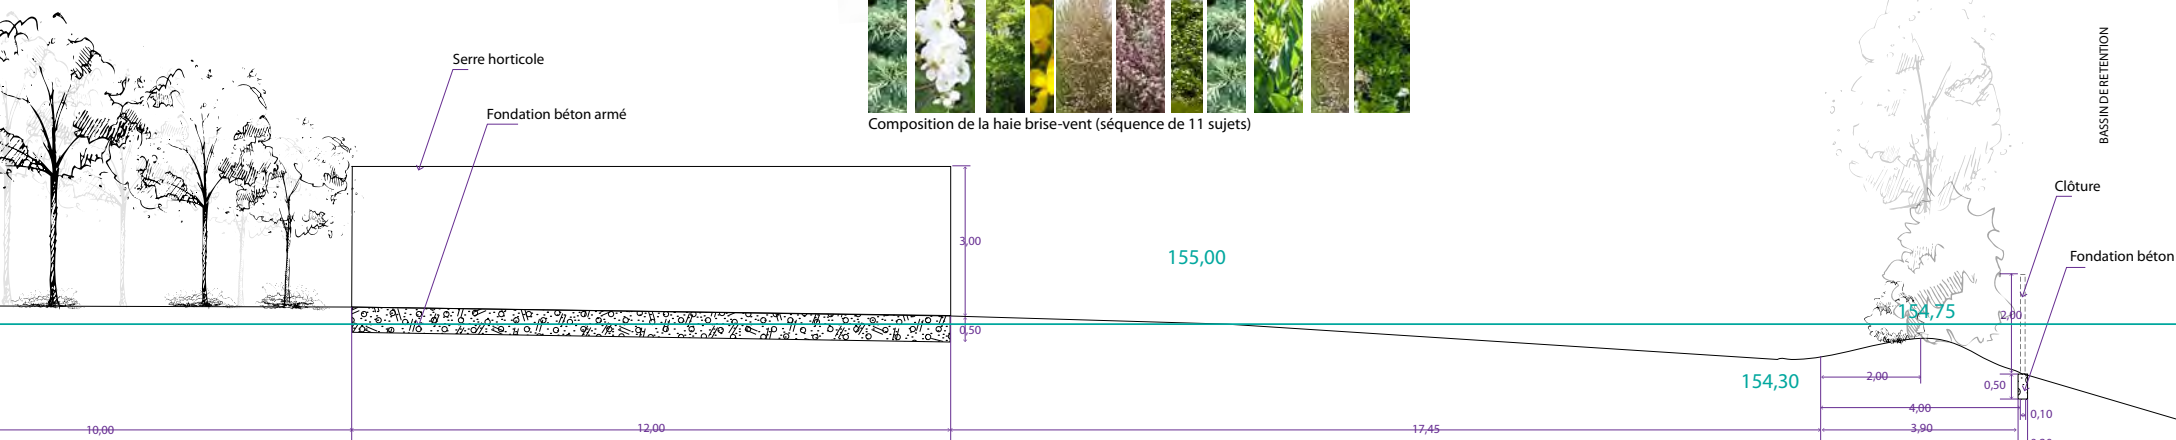 BASSIN DE RETENTION
Serre horticole
Fondation béton armé
Composition de la haie brise-vent (séquence de 11 sujets)
Clôture
3,00
155,00
Fondation béton
154,75
2,00
0,50
154,30
2,00
0,50
4,00
0,10
10,00
12,00
17,45
3,90